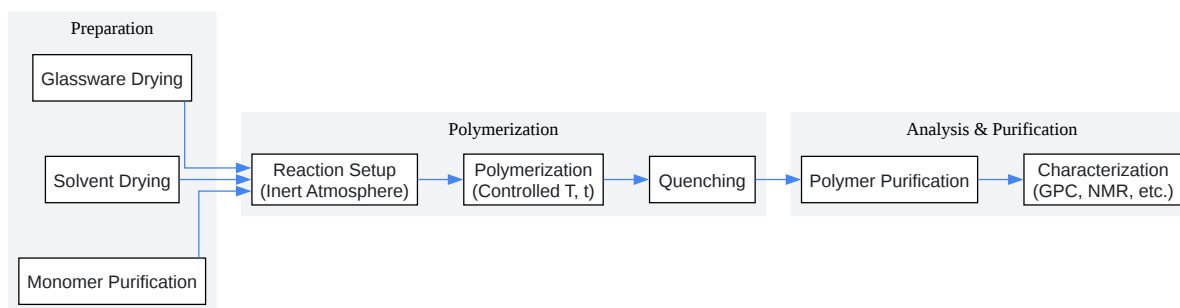 Preparation
Glassware Drying
Solvent Drying
Monomer Purification
Polymerization
Reaction Setup
(Inert Atmosphere)
Polymerization
(Controlled T, t)
Quenching
Analysis & Purification
Polymer Purification
Characterization
(GPC, NMR, etc.)